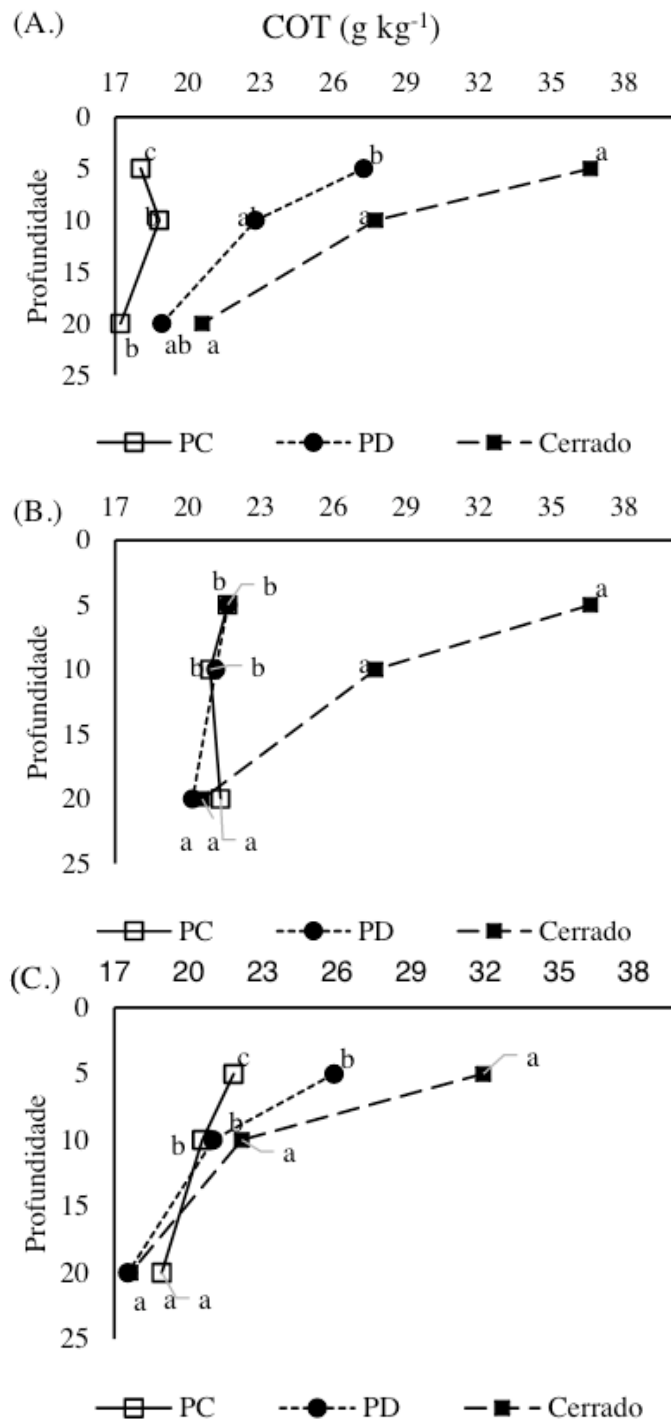 (A.) COT (g kg⁻¹)
17 20 23 26 29 32 35 38
0
c b a
5
b ab a
10
15
20
b ab a
25
Profundidade
PC PD Cerrado
(B.) 17 20 23 26 29 32 35 38
0
b b a
5
b b a
10
15
20
a a a
25
Profundidade
PC PD Cerrado
(C.) 17 20 23 26 29 32 35 38
0
c b a
5
b b a
10
15
20
a a a
25
Profundidade
PC PD Cerrado